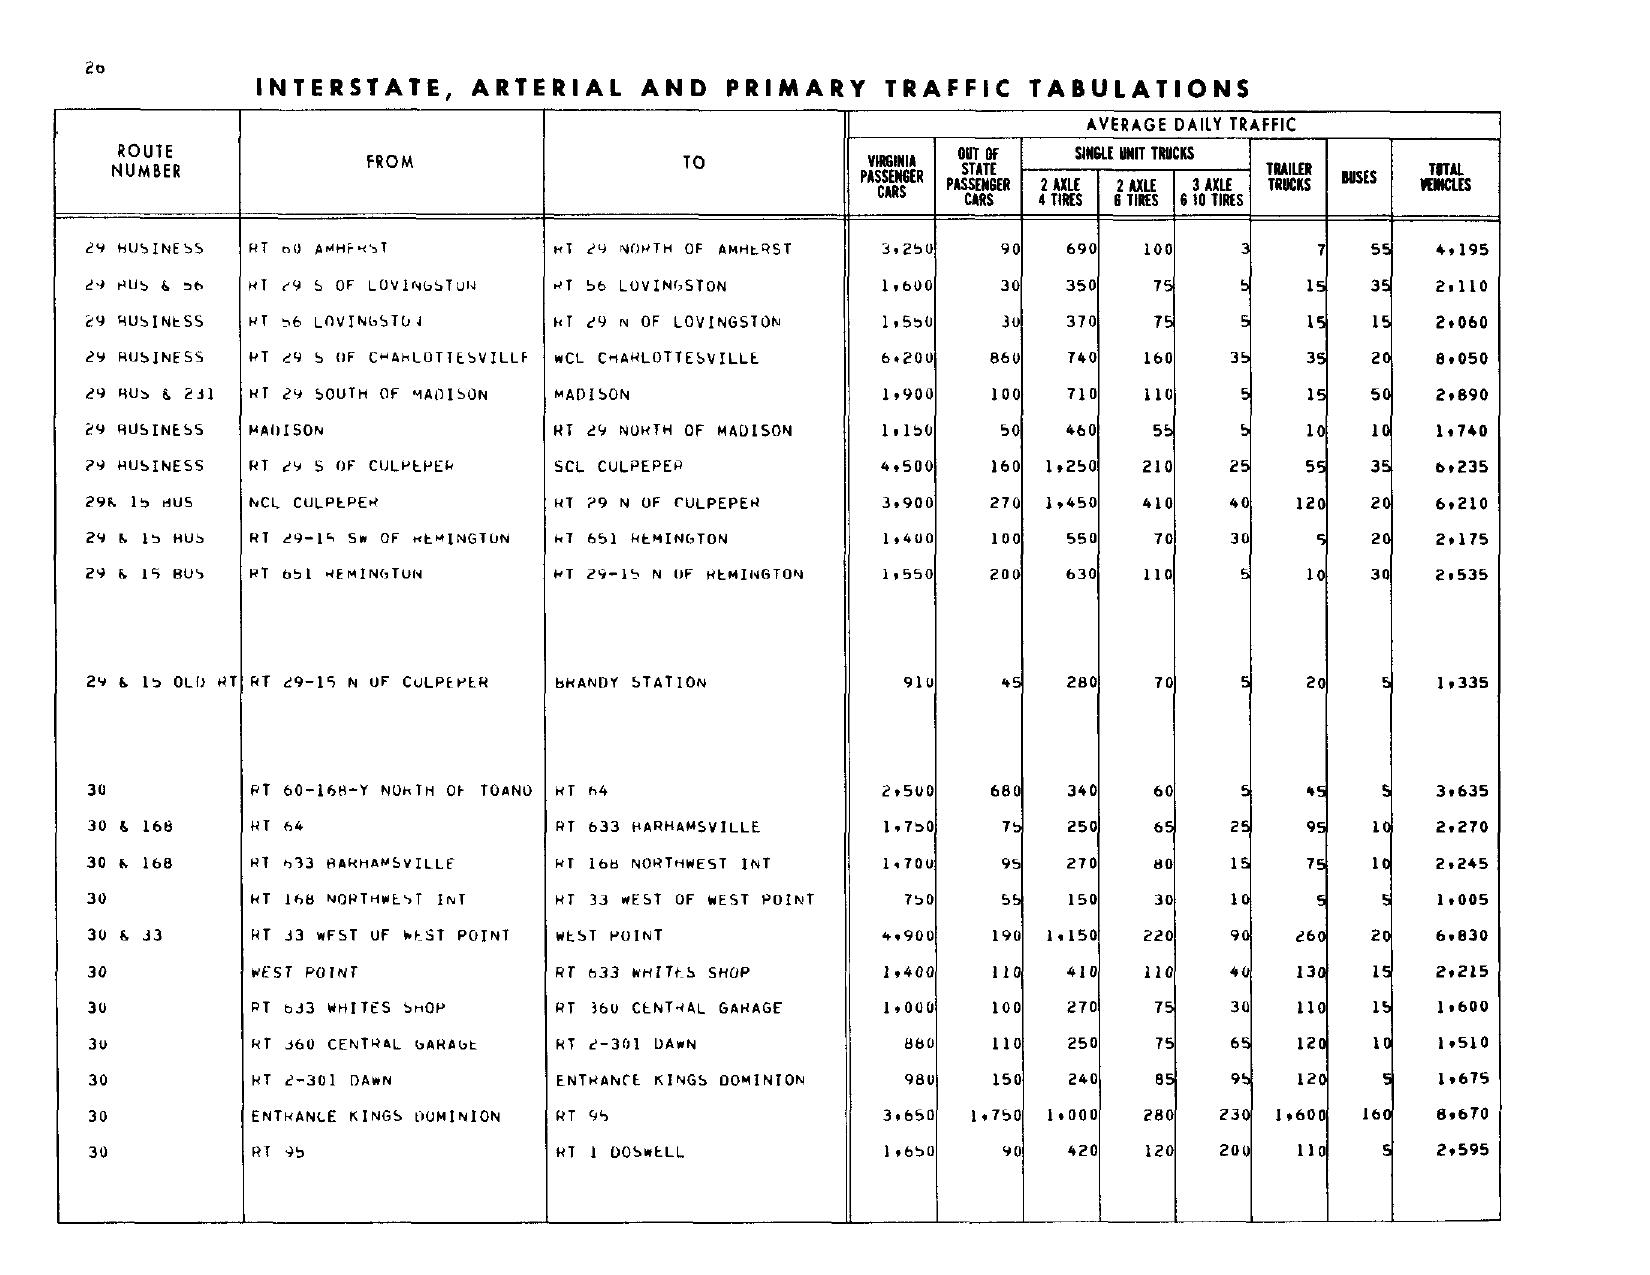 26
INTERSTATE, ARTERIAL AND PRIMARY TRAFFIC TABULATIONS
AVERAGE DAILY TRAFFIC
ROUTE NUMBER FROM TO VIRGINIA PASSENGER CARS OUT OF STATE PASSENGER CARS SINGLE UNIT TRUCKS 2 AXLE 4 TIRES 2 AXLE 6 TIRES 3 AXLE 6 10 TIRES TRAILER TRUCKS BUSES TOTAL VEHICLES
29 BUSINESS RT 60 AMHERST RT 29 NORTH OF AMHERST 3,250 90 690 100 3 7 55 4,195
29 BUS & 56 RT 29 S OF LOVINGSTON RT 56 LOVINGSTON 1,600 30 350 75 5 15 35 2,110
29 BUSINESS RT 56 LOVINGSTON RT 29 N OF LOVINGSTON 1,550 30 370 75 5 15 15 2,060
29 BUSINESS RT 29 S OF CHARLOTTESVILLE WCL CHARLOTTESVILLE 6,200 860 740 160 35 35 20 8,050
29 BUS & 231 RT 29 SOUTH OF MADISON MADISON 1,900 100 710 110 5 15 50 2,890
29 BUSINESS MADISON RT 29 NORTH OF MADISON 1,150 50 460 55 5 10 10 1,740
29 BUSINESS RT 29 S OF CULPEPER SCL CULPEPER 4,500 160 1,250 210 25 55 35 6,235
29& 15 BUS NCL CULPEPER RT 29 N OF CULPEPER 3,900 270 1,450 410 40 120 20 6,210
29 & 15 BUS RT 29-15 SW OF REMINGTON RT 651 REMINGTON 1,400 100 550 70 30 5 20 2,175
29 & 15 BUS RT 651 REMINGTON RT 29-15 N OF REMINGTON 1,550 200 630 110 5 10 30 2,535
29 & 15 OLD RT RT 29-15 N OF CULPEPER BRANDY STATION 910 45 280 70 5 20 5 1,335
30 RT 60-168-Y NORTH OF TOANO RT 64 2,500 680 340 60 5 45 5 3,635
30 & 168 RT 64 RT 633 BARHAMSVILLE 1,750 75 250 65 25 95 10 2,270
30 & 168 RT 633 BARHAMSVILLE RT 168 NORTHWEST INT 1,700 95 270 80 15 75 10 2,245
30 RT 168 NORTHWEST INT RT 33 WEST OF WEST POINT 750 55 150 30 10 5 5 1,005
30 & 33 RT 33 WEST OF WEST POINT WEST POINT 4,900 190 1,150 220 90 260 20 6,830
30 WEST POINT RT 633 WHITES SHOP 1,400 110 410 110 40 130 15 2,215
30 RT 633 WHITES SHOP RT 360 CENTRAL GARAGE 1,000 100 270 75 30 110 15 1,600
30 RT 360 CENTRAL GARAGE RT 2-301 DAWN 880 110 250 75 65 120 10 1,510
30 RT 2-301 DAWN ENTRANCE KINGS DOMINION 980 150 240 85 95 120 5 1,675
30 ENTRANCE KINGS DOMINION RT 95 3,650 1,750 1,000 280 230 1,600 160 8,670
30 RT 95 RT 1 DOSWELL 1,650 90 420 120 200 110 5 2,595